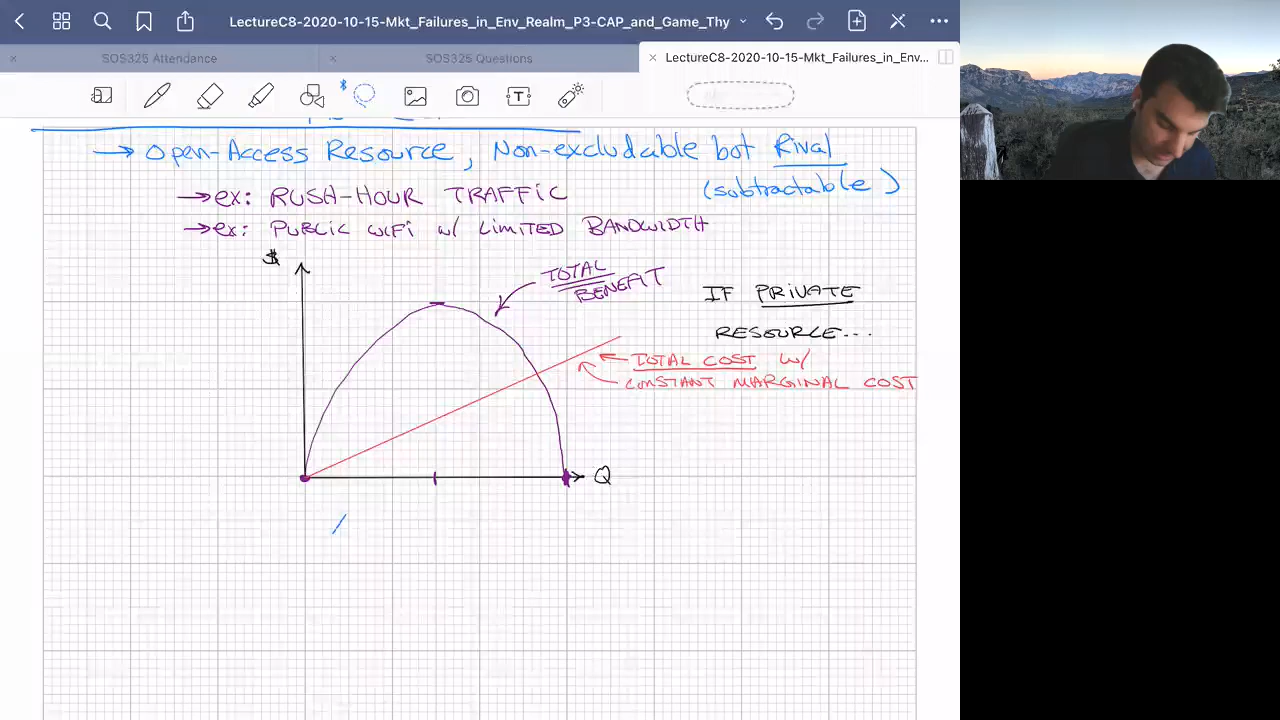 LectureC8-2020-10-15-Mkt_Failures_in_Env_Realm_P3-CAP_and_Game_Thy
SOS325 Attendance
SOS325 Questions
LectureC8-2020-10-15-Mkt_Failures_in_Env...
→ Open-Access Resource, Non-excludable bot Rival
(subtractable)
→ ex: RUSH-HOUR TRAFFIC
→ ex: PUBLIC WiFi w/ LIMITED BANDWIDTH
$
TOTAL
BENEFIT
IF PRIVATE
RESOURCE...
TOTAL COST W/
CONSTANT MARGINAL COST
Q